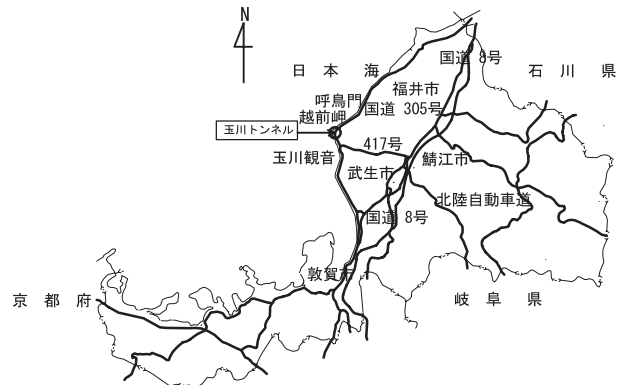 N
国道 8号
日 本 海
石 川 県
福井市
呼鳥門
国道 305号
越前岬
玉川トンネル
417号
鯖江市
玉川観音
武生市
北陸自動車道
国道 8号
敦賀市
京 都 府
岐 阜 県